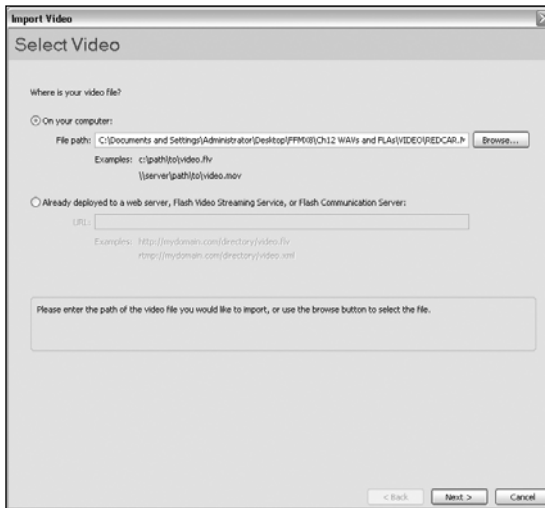 Import Video
Select Video
Where is your video file?
On your computer:
File path: C:\Documents and Settings\Administrator\Desktop\FFMX8\Ch12 WAVs and FLAs\VIDEO\REDCAR.M Browse...
Examples: c:\path\to\video.flv
\\server\path\to\video.mov
Already deployed to a web server, Flash Video Streaming Service, or Flash Communication Server:
URL:
Examples: http://mydomain.com/directory/video.flv
rtmp://mydomain.com/directory/video.xml
Please enter the path of the video file you would like to import, or use the browse button to select the file.
< Back Next > Cancel